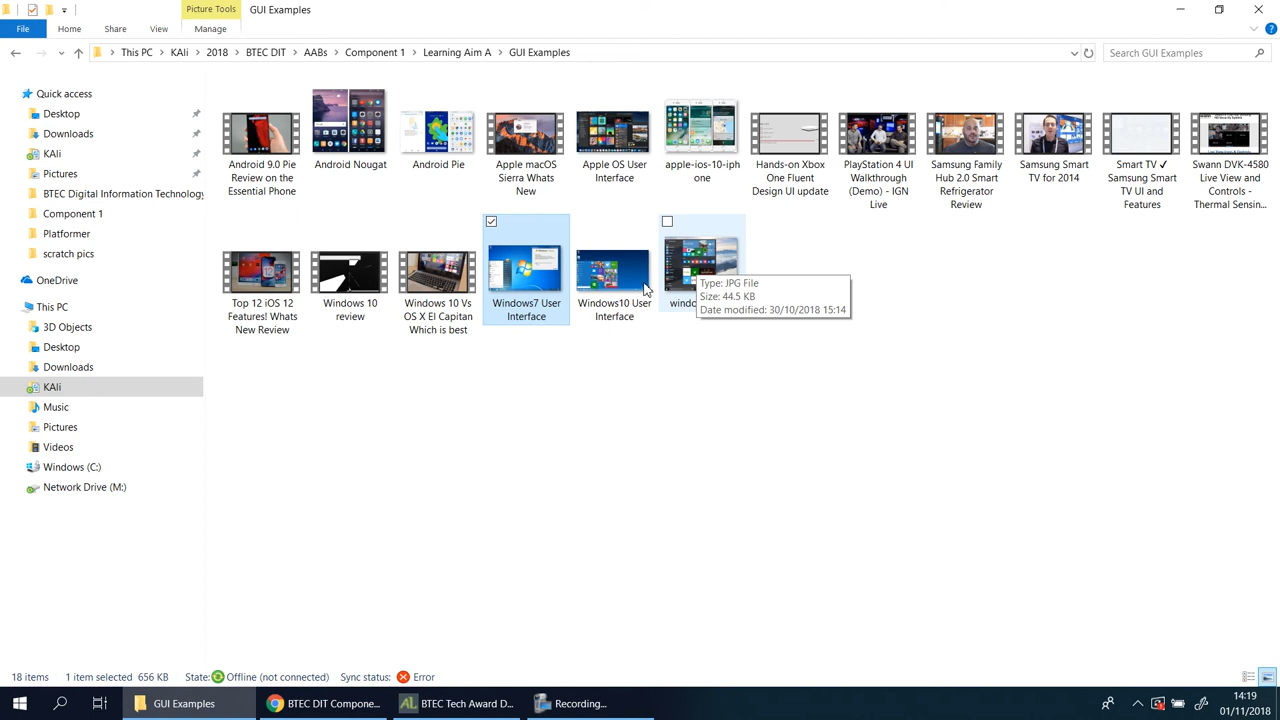 Picture Tools
GUI Examples
File
Home
Share
View
Manage
This PC
KAli
2018
BTEC DIT
AABs
Component 1
Learning Aim A
GUI Examples
Search GUI Examples
Quick access
Desktop
Downloads
KAli
Pictures
BTEC Digital Information Technology
Component 1
Platformer
scratch pics
OneDrive
This PC
3D Objects
Desktop
Downloads
KAli
Music
Pictures
Videos
Windows (C:)
Network Drive (M:)
Android 9.0 Pie
Review on the
Essential Phone
Android Nougat
Android Pie
Apple macOS
Sierra Whats
New
Apple OS User
Interface
apple-ios-10-iph
one
Hands-on Xbox
One Fluent
Design UI update
PlayStation 4 UI
Walkthrough
(Demo) - IGN
Live
Samsung Family
Hub 2.0 Smart
Refrigerator
Review
Samsung Smart
TV for 2014
Smart TV ✓
Samsung Smart
TV UI and
Features
Swann DVK-4580
Live View and
Controls -
Thermal Sensin...
Top 12 iOS 12
Features! Whats
New Review
Windows 10
review
Windows 10 Vs
OS X El Capitan
Which is best
Windows7 User
Interface
Windows10 User
Interface
Type: JPG File
Size: 44.5 KB
Date modified: 30/10/2018 15:14
18 items
1 item selected 656 KB
State: Offline (not connected)
Sync status: Error
GUI Examples
BTEC DIT Compone...
AL
BTEC Tech Award D...
Recording...
14:19
01/11/2018